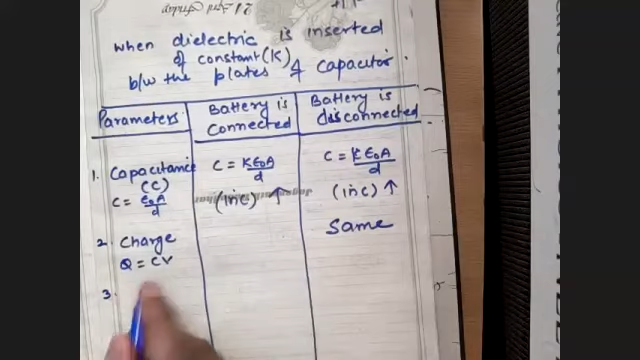 when dielectric is inserted
of constant (K)
b/w the plates of capacitor.
Parameters
Battery is
connected
Battery is
disconnected
1. Capacitance
(C)
C = ε₀A/d
C = Kε₀A/d
(inc) ↑
C = Kε₀A/d
(inc) ↑
2. Charge
Q = CV
Same
3.